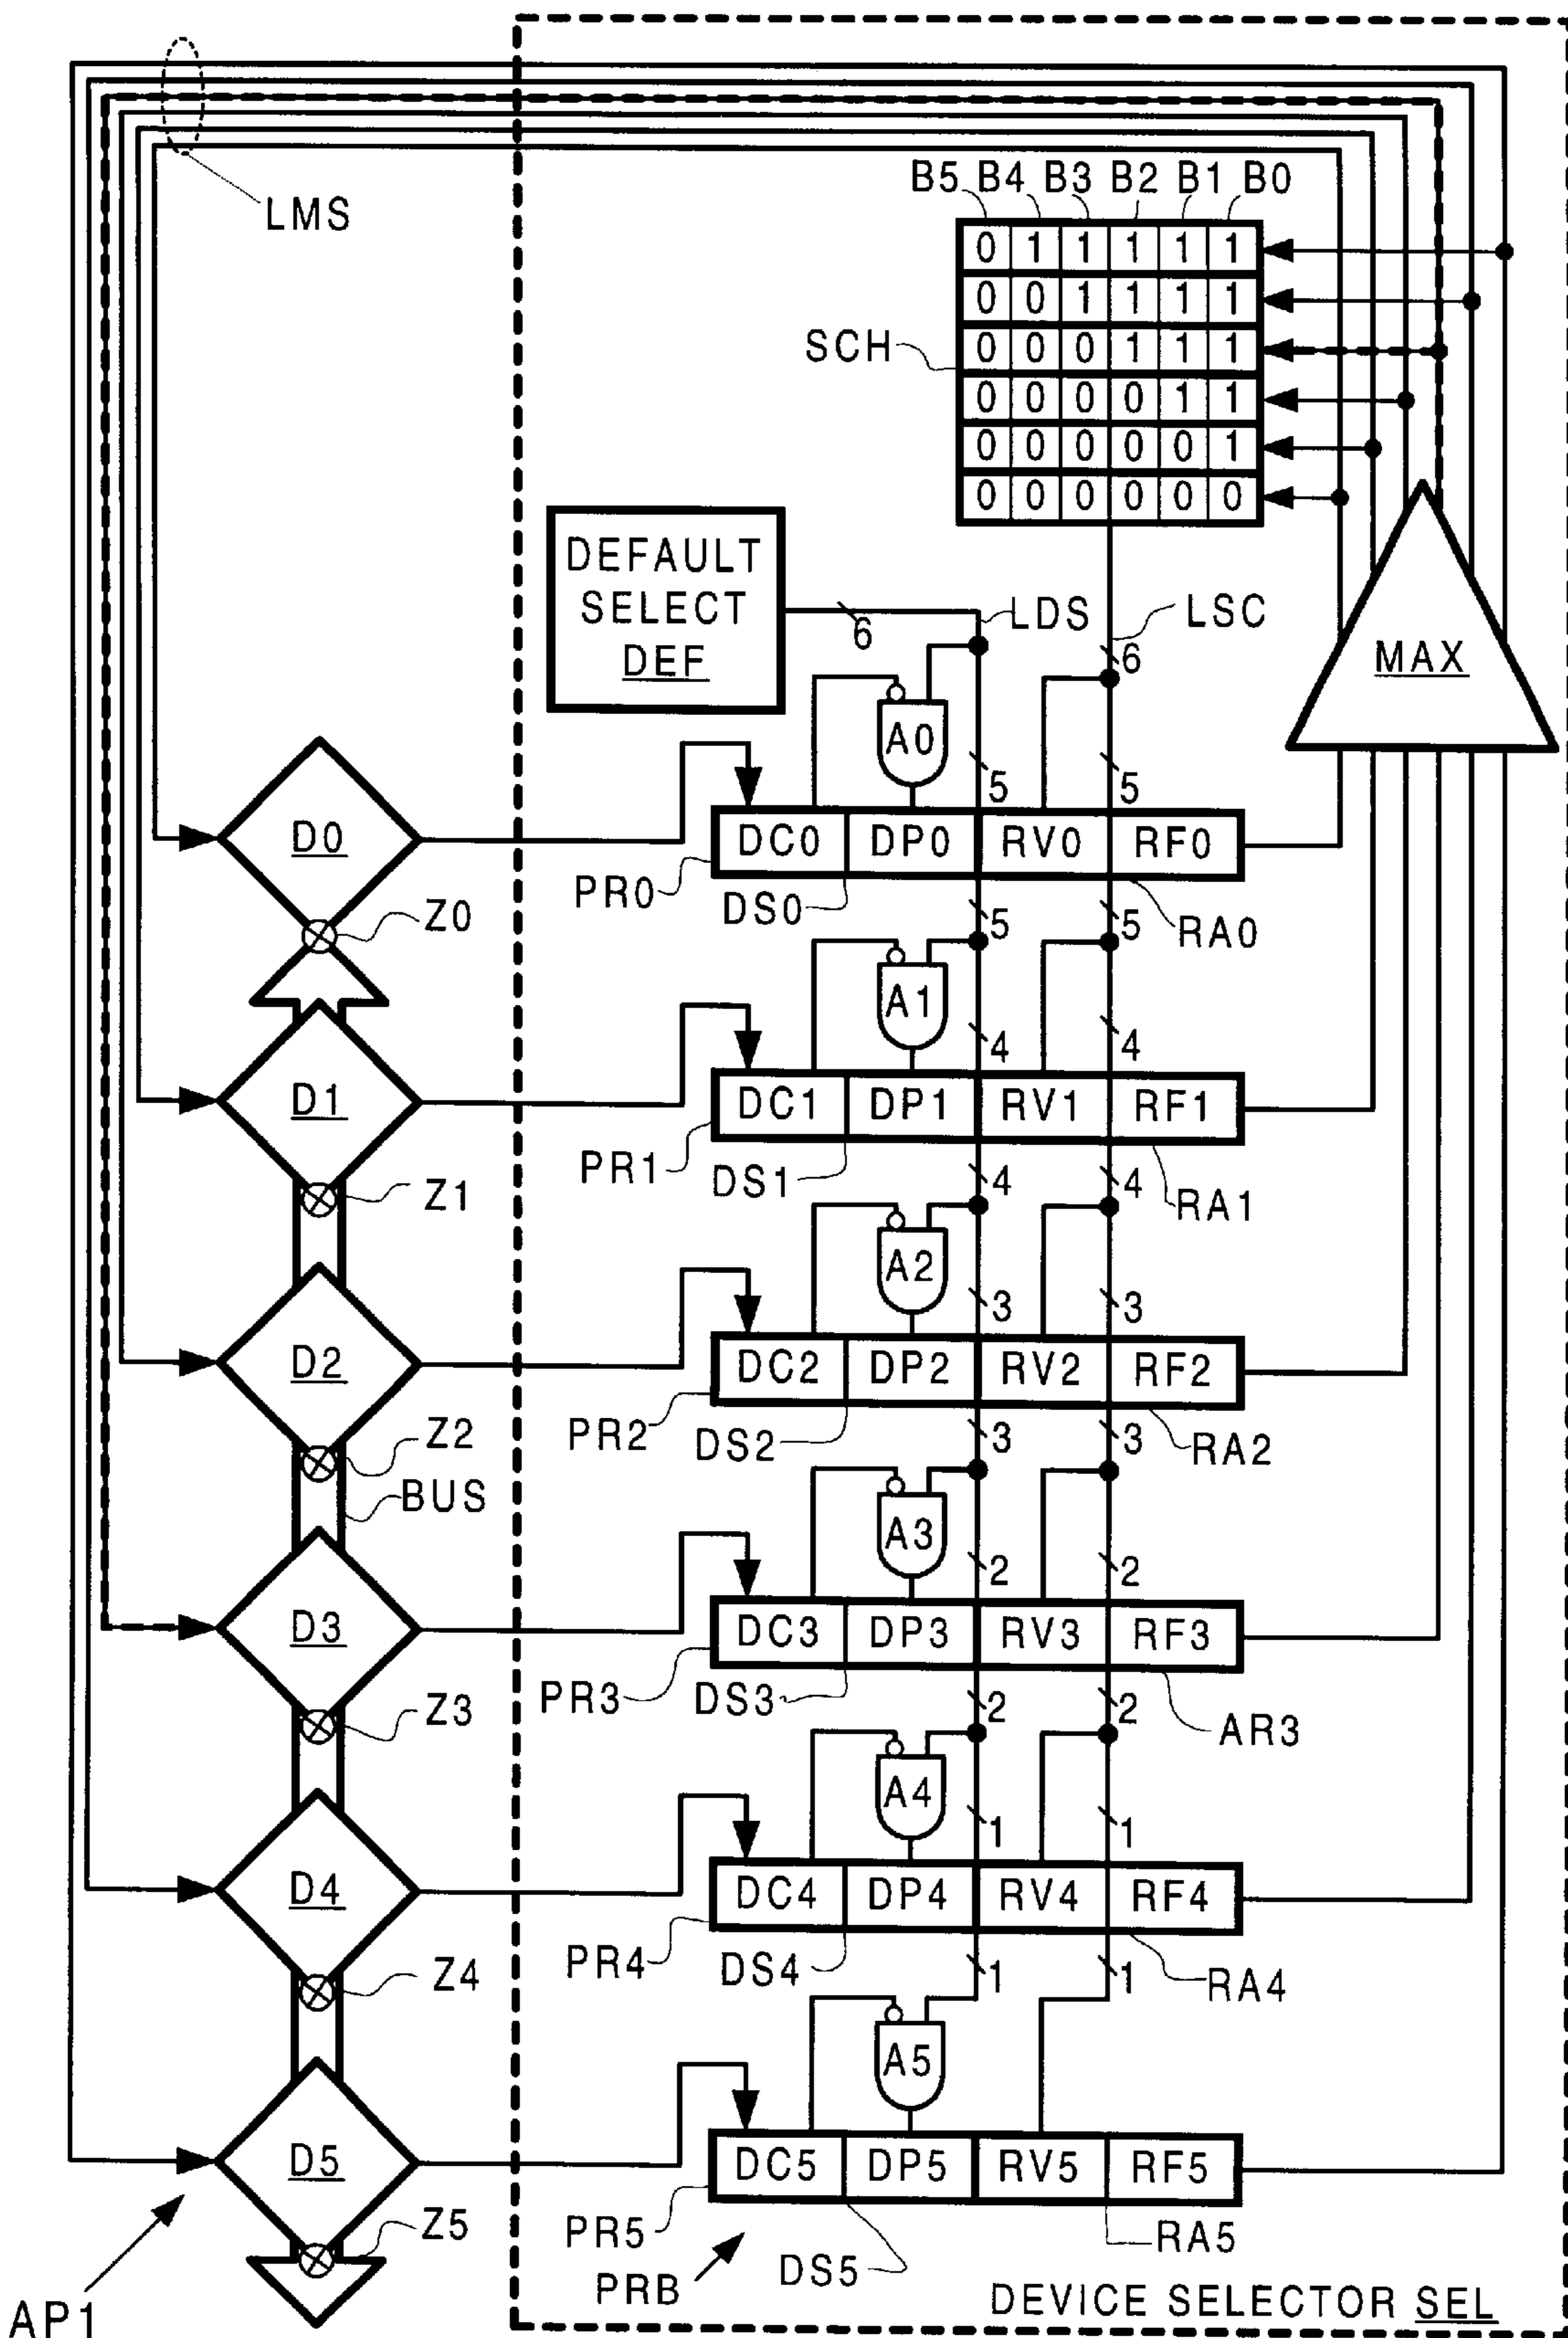 LMS
B5 B4 B3 B2 B1 B0
0 1 1 1 1 1
0 0 1 1 1 1
SCH
0 0 0 1 1 1
0 0 0 0 1 1
0 0 0 0 0 1
0 0 0 0 0 0
DEFAULT
SELECT
DEF
6
LDS
LSC
6
MAX
A0
5
5
D0
DC0 DP0 RV0 RF0
PR0
DS0
Z0
5
5
RA0
A1
4
4
D1
DC1 DP1 RV1 RF1
PR1
DS1
Z1
4
4
RA1
A2
3
3
D2
DC2 DP2 RV2 RF2
PR2
DS2
Z2
3
3
RA2
BUS
A3
2
2
D3
DC3 DP3 RV3 RF3
PR3
DS3
Z3
2
2
AR3
A4
1
1
D4
DC4 DP4 RV4 RF4
PR4
DS4
Z4
1
1
RA4
A5
D5
DC5 DP5 RV5 RF5
PR5
DS5
Z5
RA5
PRB
AP1
DEVICE SELECTOR SEL